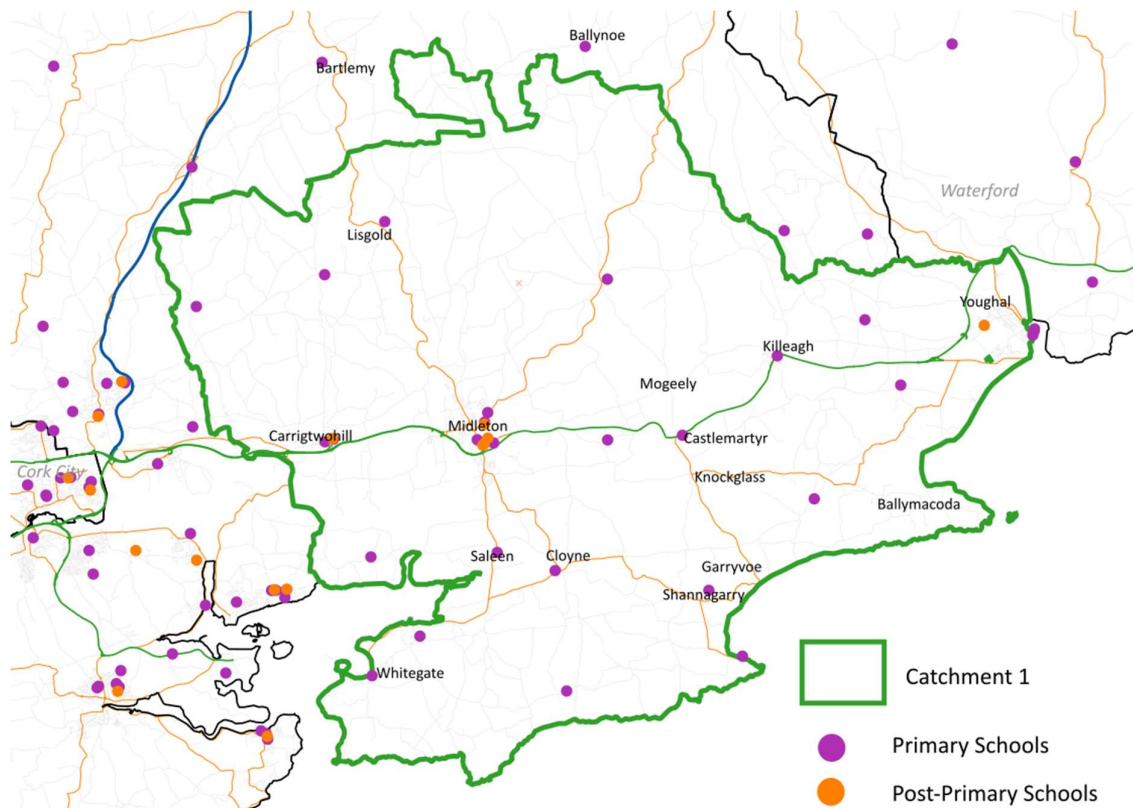 Ballynoe
Bartlemy
Waterford
Lisgold
Youghal
Killeagh
Mogeely
Midleton
Carrigtwohill
Castlemartyr
Cork City
Knockglass
Ballymacoda
Saleen
Cloyne
Garryvoe
Shannagarry
Whitegate
Catchment 1
Primary Schools
Post-Primary Schools